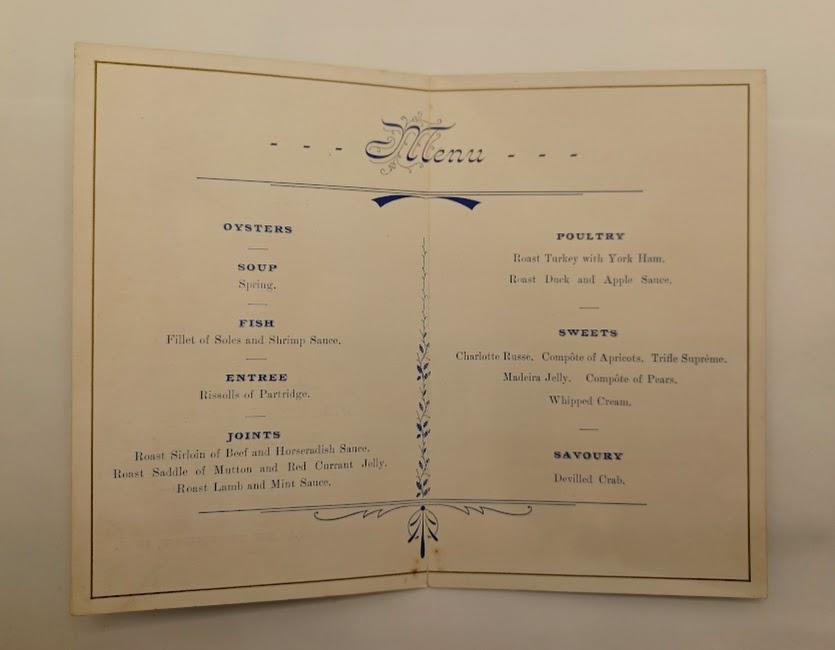 - - - Menu - - -
OYSTERS
SOUP
Spring.
FISH
Fillet of Soles and Shrimp Sauce.
ENTREE
Rissolls of Partridge.
JOINTS
Roast Sirloin of Beef and Horseradish Sauce.
Roast Saddle of Mutton and Red Currant Jelly.
Roast Lamb and Mint Sauce.
POULTRY
Roast Turkey with York Ham.
Roast Duck and Apple Sauce.
SWEETS
Charlotte Russe. Compôte of Apricots. Trifle Suprême.
Madeira Jelly. Compôte of Pears.
Whipped Cream.
SAVOURY
Devilled Crab.